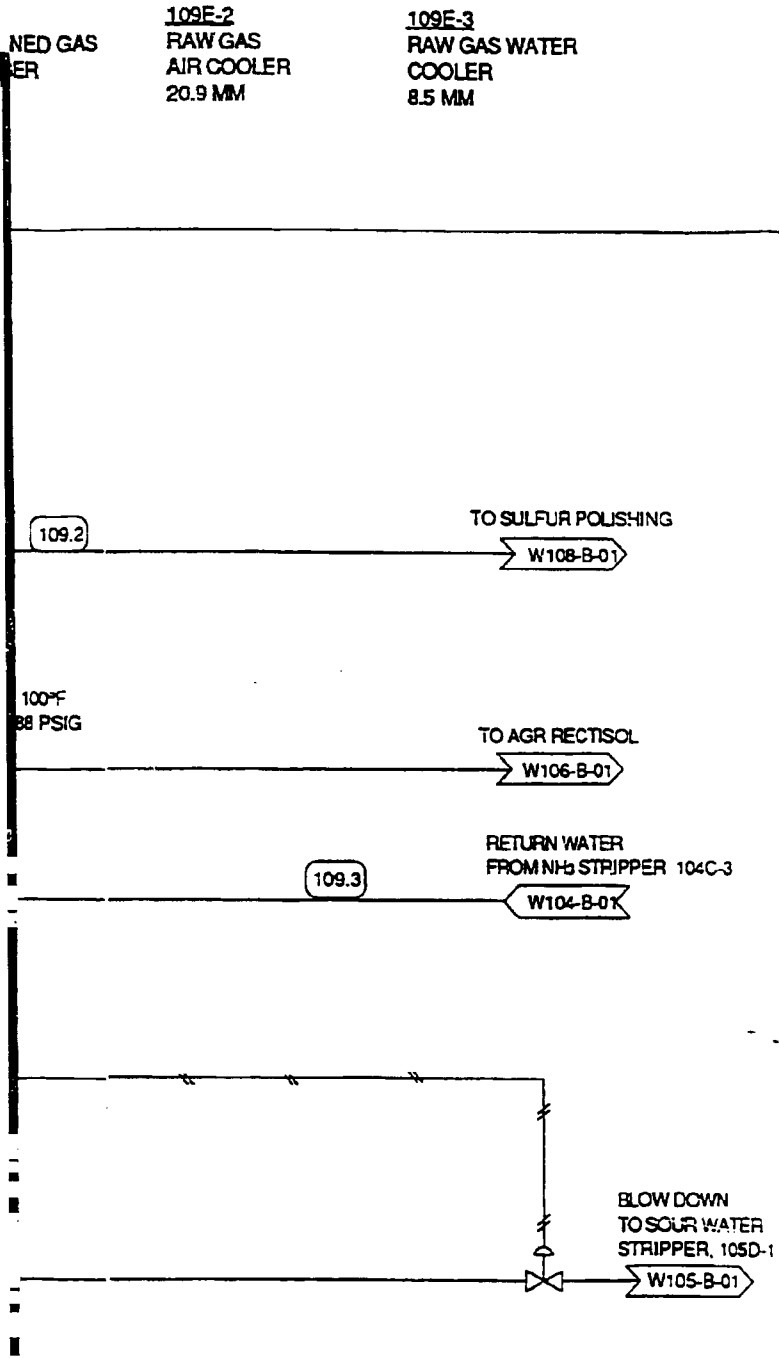 NED GAS
ER
109E-2
RAW GAS
AIR COOLER
20.9 MM
109E-3
RAW GAS WATER
COOLER
8.5 MM
109.2
TO SULFUR POLISHING
W108-B-01
100°F
88 PSIG
TO AGR RECTISOL
W106-B-01
RETURN WATER
FROM NH3 STRIPPER 104C-3
109.3
W104-B-01
BLOW DOWN
TO SOUR WATER
STRIPPER, 105D-1
W105-B-01